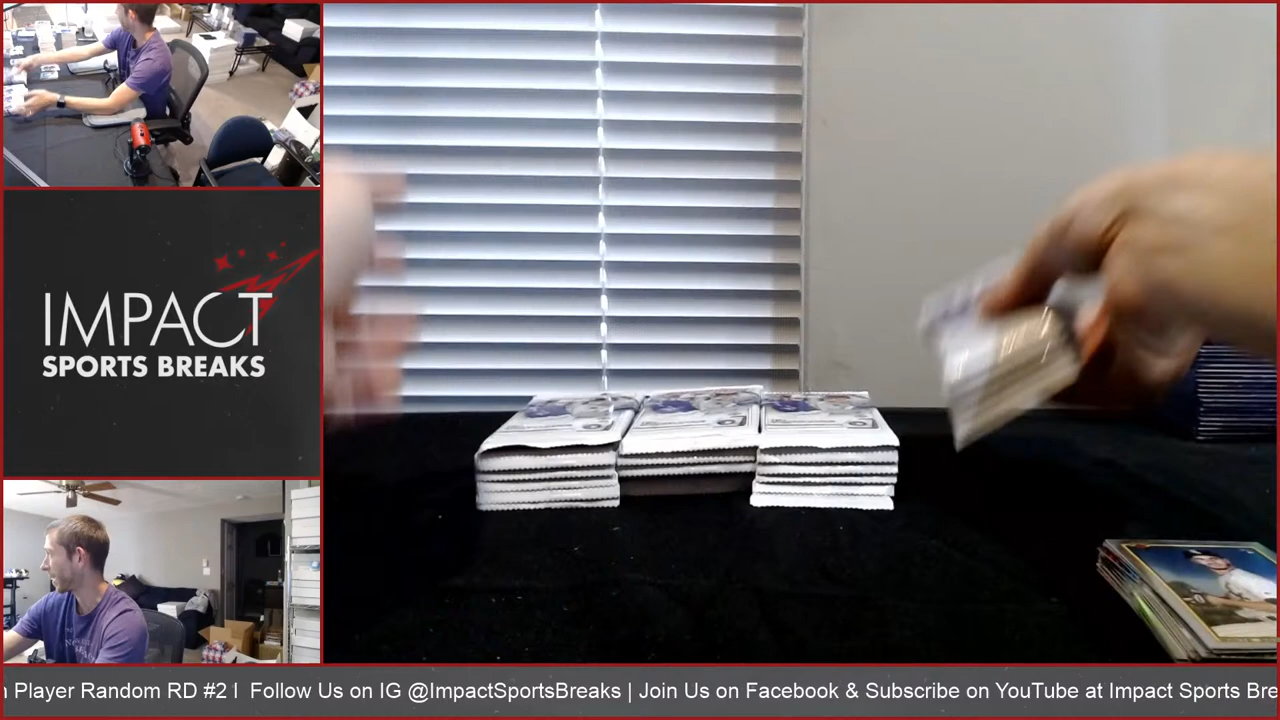 IMPACT
SPORTS BREAKS
n Player Random RD #2 I Follow Us on IG @ImpactSportsBreaks | Join Us on Facebook & Subscribe on YouTube at Impact Sports Bre